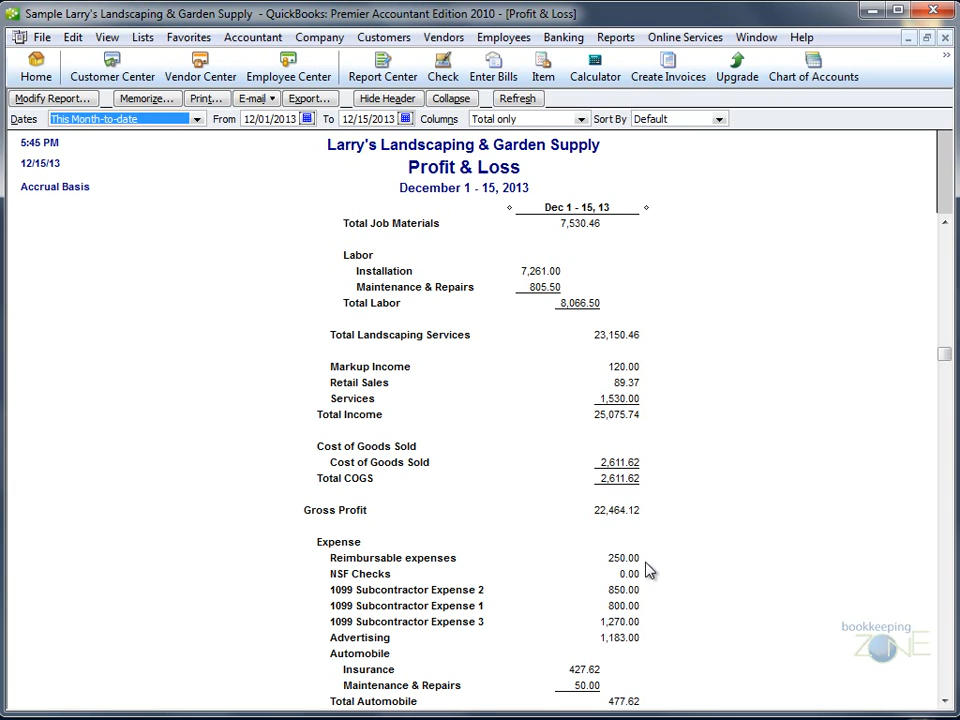 Sample Larry's Landscaping & Garden Supply - QuickBooks: Premier Accountant Edition 2010 - [Profit & Loss]
File Edit View Lists Favorites Accountant Company Customers Vendors Employees Banking Reports Online Services Window Help
Home Customer Center Vendor Center Employee Center Report Center Check Enter Bills Item Calculator Create Invoices Upgrade Chart of Accounts
Modify Report... Memorize... Print... E-mail Export... Hide Header Collapse Refresh
Dates This Month-to-date From 12/01/2013 To 12/15/2013 Columns Total only Sort By Default
5:45 PM
12/15/13
Accrual Basis
Larry's Landscaping & Garden Supply
Profit & Loss
December 1 - 15, 2013
Dec 1 - 15, 13
Total Job Materials 7,530.46
Labor
Installation 7,261.00
Maintenance & Repairs 805.50
Total Labor 8,066.50
Total Landscaping Services 23,150.46
Markup Income 120.00
Retail Sales 89.37
Services 1,530.00
Total Income 25,075.74
Cost of Goods Sold
Cost of Goods Sold 2,611.62
Total COGS 2,611.62
Gross Profit 22,464.12
Expense
Reimbursable expenses 250.00
NSF Checks 0.00
1099 Subcontractor Expense 2 850.00
1099 Subcontractor Expense 1 800.00
1099 Subcontractor Expense 3 1,270.00
Advertising 1,183.00
Automobile
Insurance 427.62
Maintenance & Repairs 50.00
Total Automobile 477.62
bookkeeping
ZONE